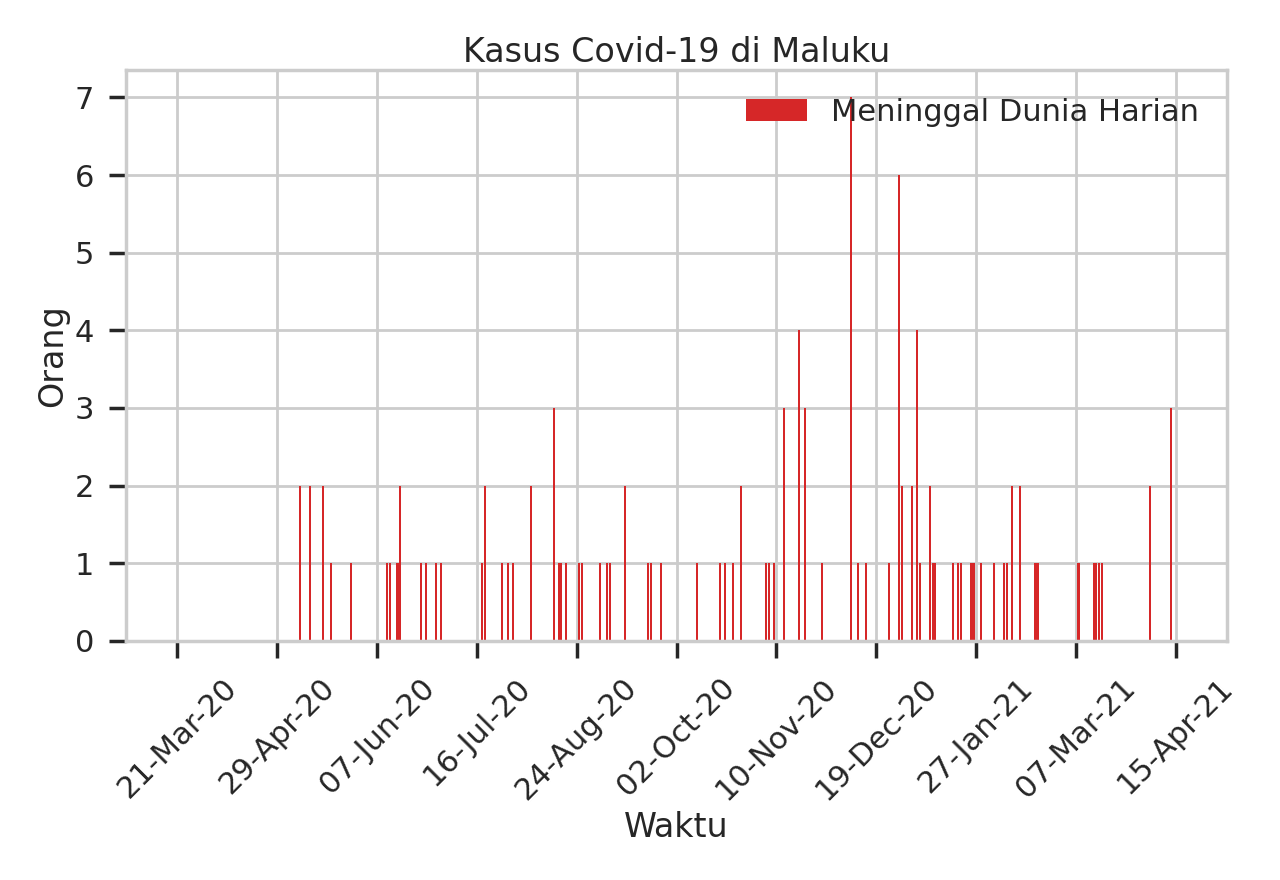 Kasus Covid-19 di Maluku
Meninggal Dunia Harian
Orang
7
6
5
4
3
2
1
0
21-Mar-20
29-Apr-20
07-Jun-20
16-Jul-20
24-Aug-20
02-Oct-20
10-Nov-20
19-Dec-20
27-Jan-21
07-Mar-21
15-Apr-21
Waktu